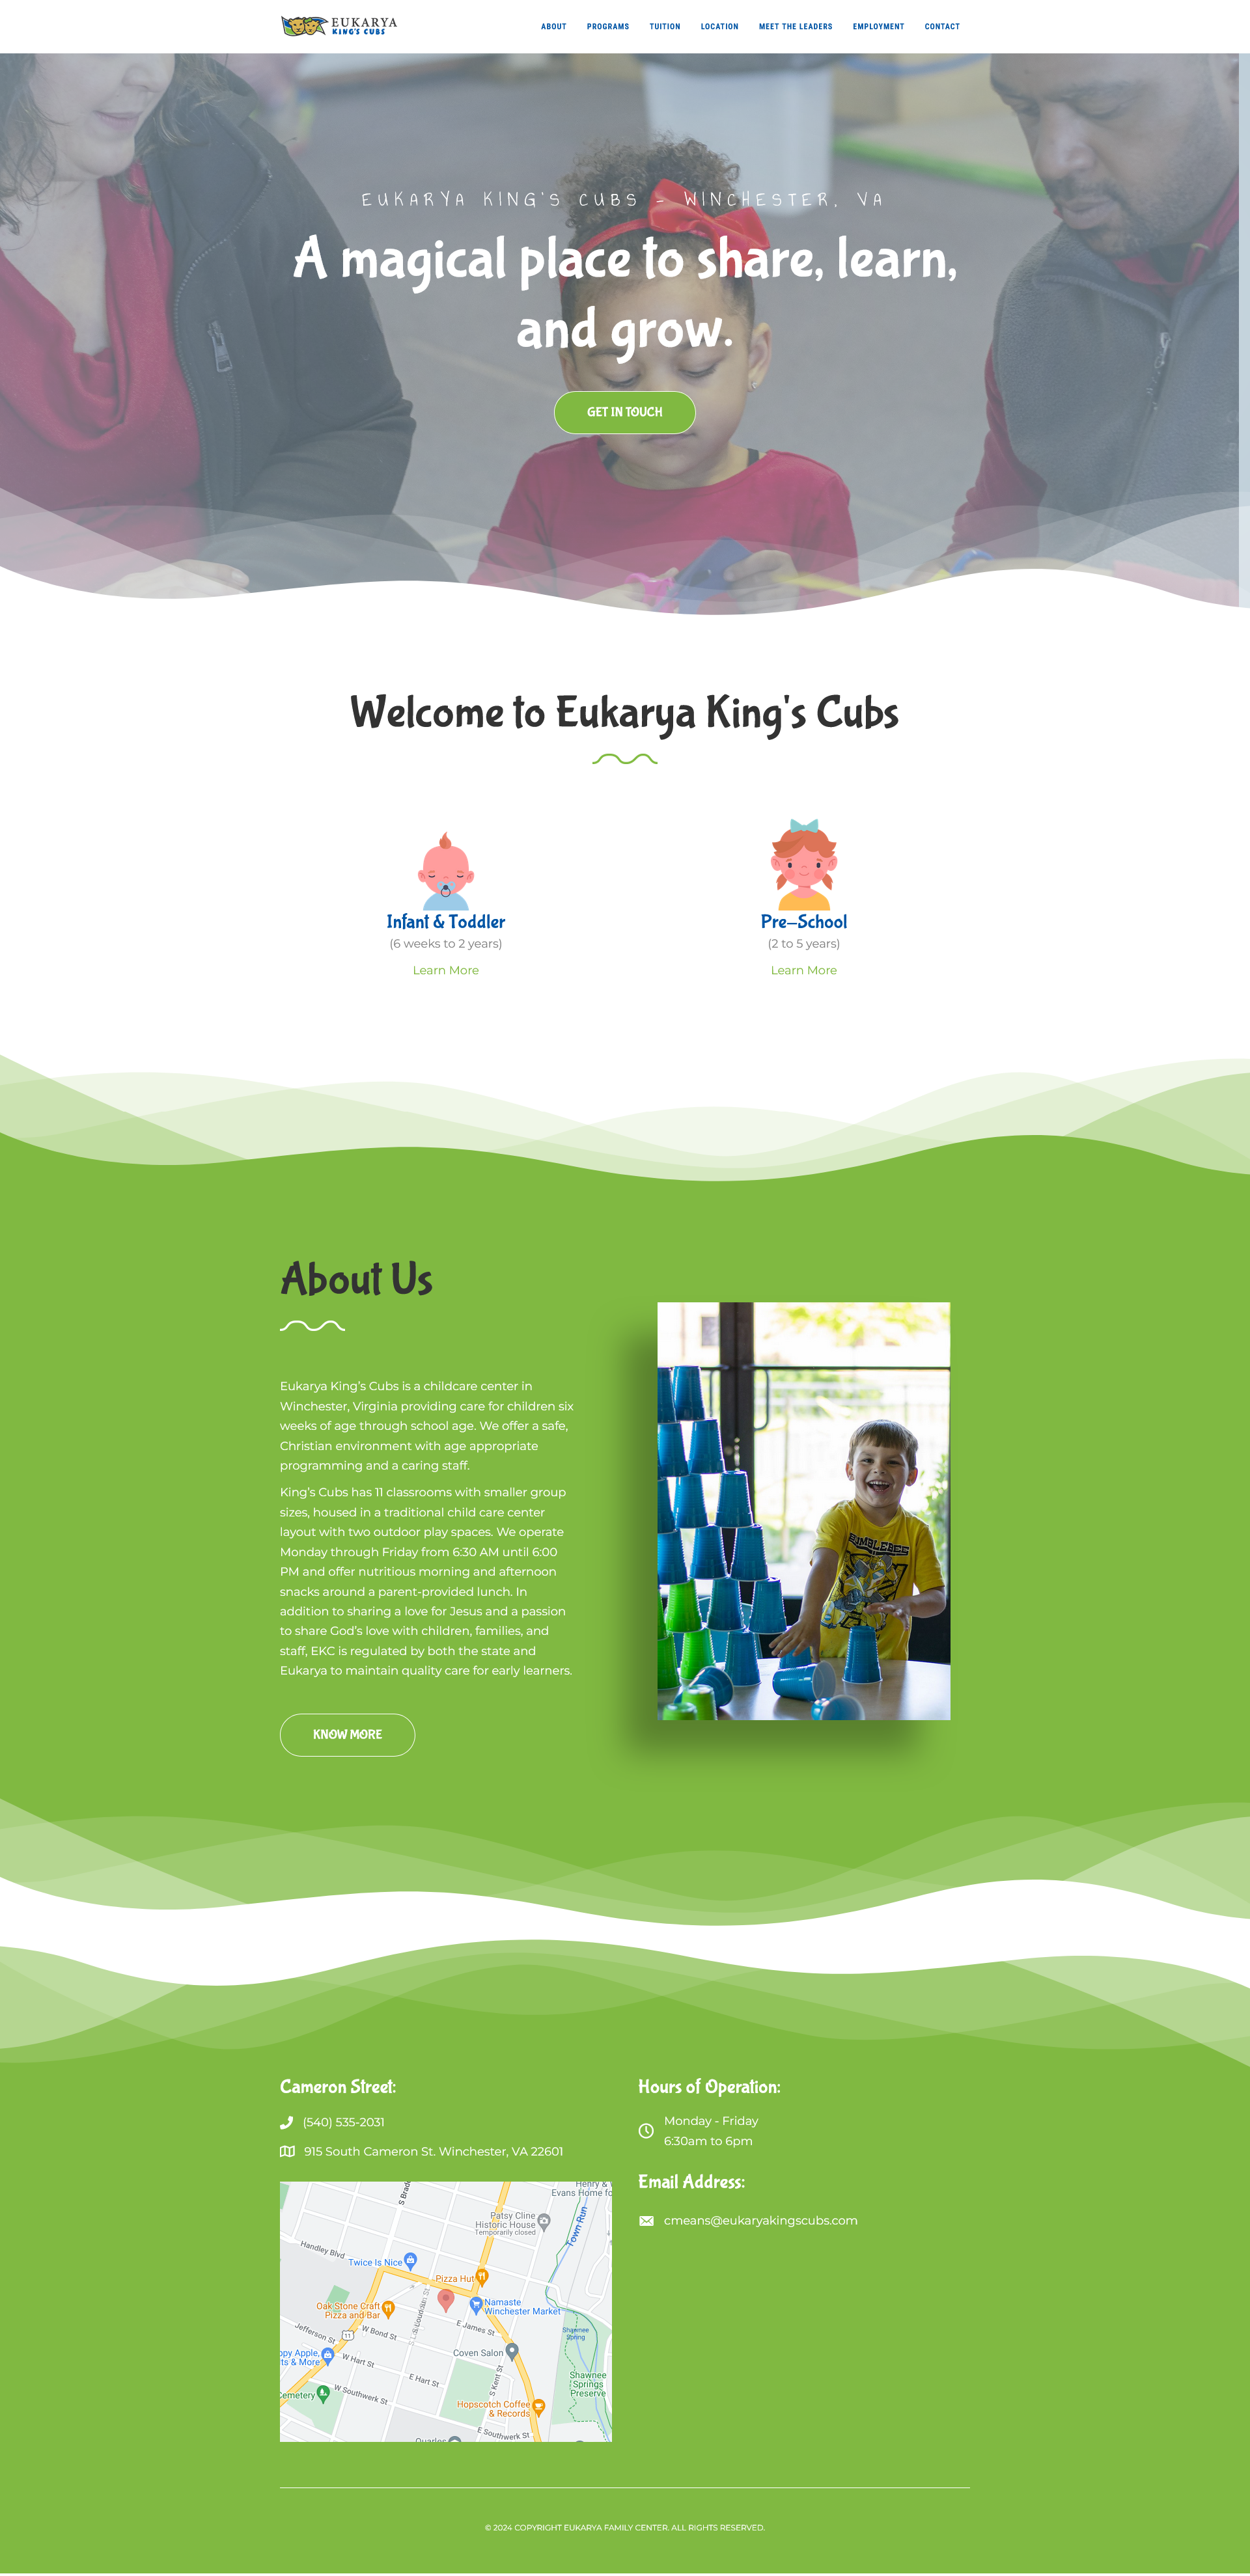 EUKARYA
KING'S CUBS
ABOUT PROGRAMS TUITION LOCATION MEET THE LEADERS EMPLOYMENT CONTACT
EUKARYA KING'S CUBS - WINCHESTER, VA
A magical place to share, learn,
and grow.
GET IN TOUCH
Welcome to Eukarya King's Cubs
Infant & Toddler
(6 weeks to 2 years)
Learn More
Pre-School
(2 to 5 years)
Learn More
About Us
Eukarya King's Cubs is a childcare center in
Winchester, Virginia providing care for children six
weeks of age through school age. We offer a safe,
Christian environment with age appropriate
programming and a caring staff.
King's Cubs has 11 classrooms with smaller group
sizes, housed in a traditional child care center
layout with two outdoor play spaces. We operate
Monday through Friday from 6:30 AM until 6:00
PM and offer nutritious morning and afternoon
snacks around a parent-provided lunch. In
addition to sharing a love for Jesus and a passion
to share God's love with children, families, and
staff, EKC is regulated by both the state and
Eukarya to maintain quality care for early learners.
KNOW MORE
BUMBLEBEE
Cameron Street:
(540) 535-2031
915 South Cameron St. Winchester, VA 22601
S Brad
Henry &
Evans Home fo
Patsy Cline
Historic House
Temporarily closed
Town Run
Handley Blvd
Twice Is Nice
Pizza Hut
Oak Stone Craft
Pizza and Bar
Namaste
Winchester Market
Jefferson St
11
W Bond St
E James St
Shawnee
Spring
ppy Apple,
ts & More
W Hart St
Coven Salon
S Kent St
E Hart St
Shawnee
Springs
Preserve
Cemetery
W Southwerk St
Hopscotch Coffee
& Records
E Southwerk St
Quarles
Hours of Operation:
Monday - Friday
6:30am to 6pm
Email Address:
cmeans@eukaryakingscubs.com
© 2024 COPYRIGHT EUKARYA FAMILY CENTER. ALL RIGHTS RESERVED.